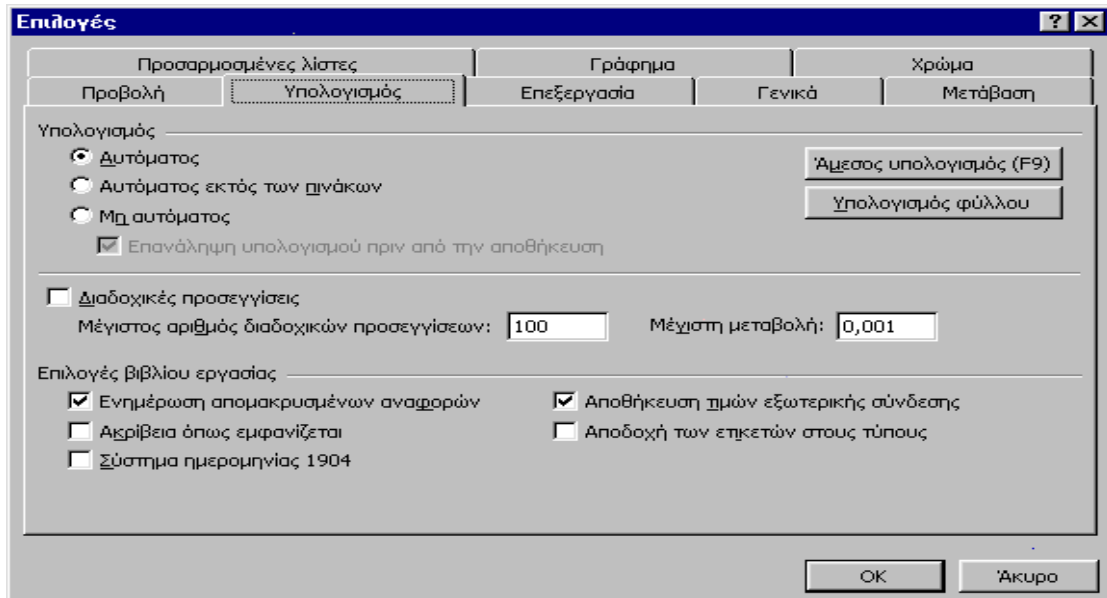 Επιλογές
Προσαρμοσμένες λίστες Γράφημα Χρώμα
Προβολή Υπολογισμός Επεξεργασία Γενικά Μετάβαση
Υπολογισμός
Αυτόματος
Άμεσος υπολογισμός (F9)
Αυτόματος εκτός των πινάκων
Υπολογισμός φύλλου
Μη αυτόματος
Επανάληψη υπολογισμού πριν από την αποθήκευση
Διαδοχικές προσεγγίσεις
Μέγιστος αριθμός διαδοχικών προσεγγίσεων: 100 Μέχιστη μεταβολή: 0,001
Επιλογές βιβλίου εργασίας
Ενημέρωση απομακρυσμένων αναφορών Αποθήκευση τιμών εξωτερικής σύνδεσης
Ακρίβεια όπως εμφανίζεται Αποδοχή των ετικετών στους τύπους
Σύστημα ημερομηνίας 1904
OK Άκυρο